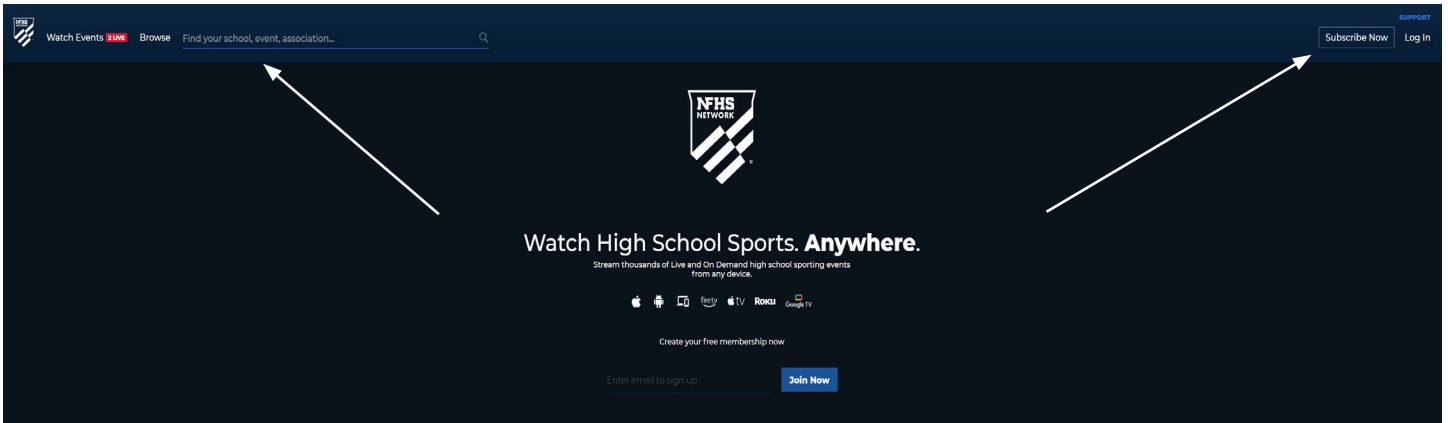 SUPPORT
NFHS
Watch Events 2 LIVE Browse Find your school, event, association... Subscribe Now Log In
NFHS
NETWORK
®
Watch High School Sports. Anywhere.
Stream thousands of Live and On Demand high school sporting events
from any device.
firetv tv ROKU Google TV
Create your free membership now
Enter email to sign up Join Now